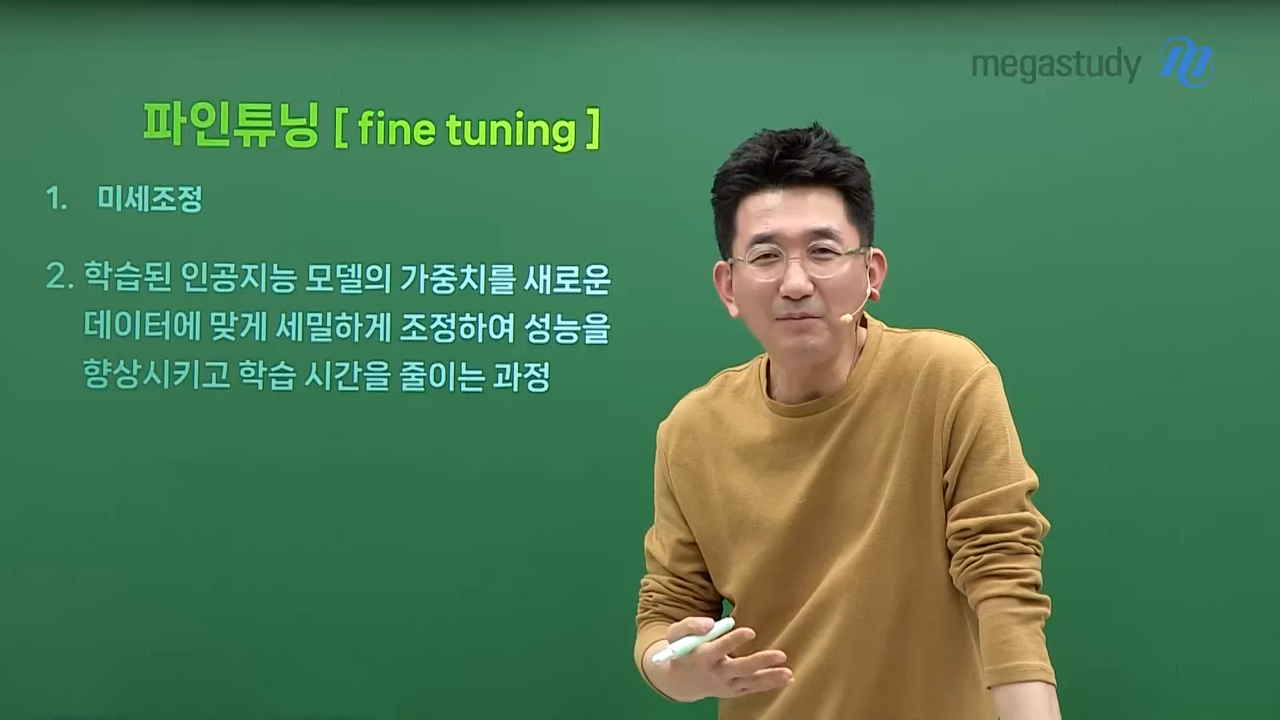 megastudy
파인튜닝 [ fine tuning ]
1. 미세조정
2. 학습된 인공지능 모델의 가중치를 새로운
데이터에 맞게 세밀하게 조정하여 성능을
향상시키고 학습 시간을 줄이는 과정